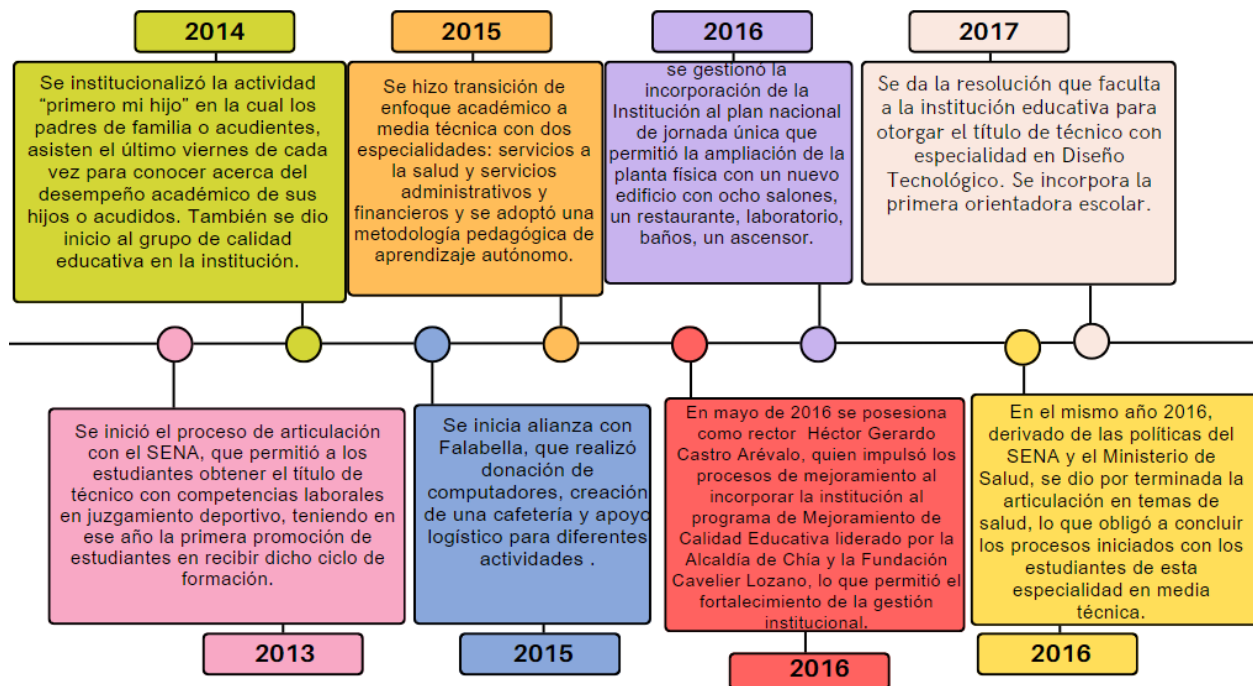 2014
Se institucionalizó la actividad
“primero mi hijo” en la cual los
padres de familia o acudientes,
asisten el último viernes de cada
vez para conocer acerca del
desempeño académico de sus
hijos o acudidos. También se dio
inicio al grupo de calidad
educativa en la institución.
2015
Se hizo transición de
enfoque académico a
media técnica con dos
especialidades: servicios a
la salud y servicios
administrativos y
financieros y se adoptó una
metodología pedagógica de
aprendizaje autónomo.
2016
se gestionó la
incorporación de la
Institución al plan nacional
de jornada única que
permitió la ampliación de la
planta física con un nuevo
edificio con ocho salones,
un restaurante, laboratorio,
baños, un ascensor.
2017
Se da la resolución que faculta
a la institución educativa para
otorgar el título de técnico con
especialidad en Diseño
Tecnológico. Se incorpora la
primera orientadora escolar.
Se inició el proceso de articulación
con el SENA, que permitió a los
estudiantes obtener el título de
técnico con competencias laborales
en juzgamiento deportivo, teniendo en
ese año la primera promoción de
estudiantes en recibir dicho ciclo de
formación.
2013
Se inicia alianza con
Falabella, que realizó
donación de
computadores, creación
de una cafetería y apoyo
logístico para diferentes
actividades .
2015
En mayo de 2016 se posesiona
como rector Héctor Gerardo
Castro Arévalo, quien impulsó los
procesos de mejoramiento al
incorporar la institución al
programa de Mejoramiento de
Calidad Educativa liderado por la
Alcaldía de Chía y la Fundación
Cavelier Lozano, lo que permitió el
fortalecimiento de la gestión
institucional.
2016
En el mismo año 2016,
derivado de las políticas del
SENA y el Ministerio de
Salud, se dio por terminada
la articulación en temas de
salud, lo que obligó a concluir
los procesos iniciados con los
estudiantes de esta
especialidad en media
técnica.
2016